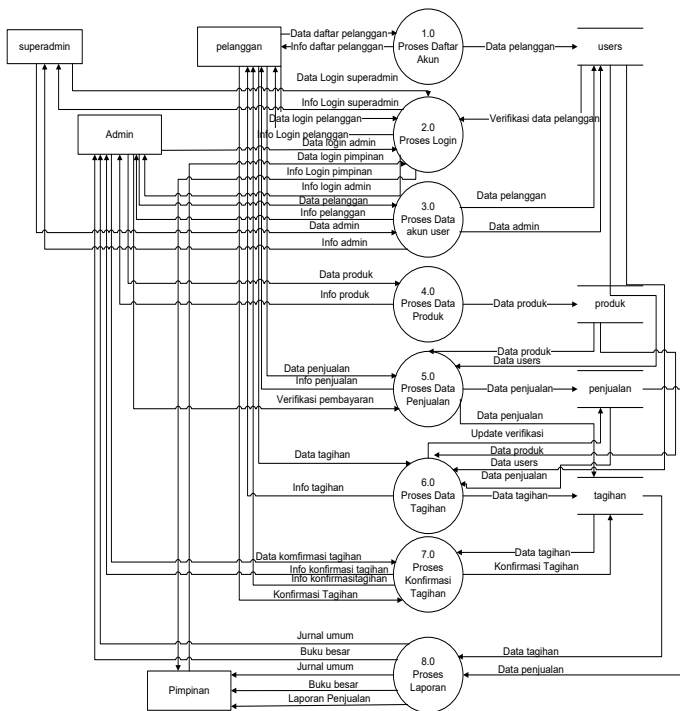 Data daftar pelanggan
Info daftar pelanggan
1.0
Proses Daftar
Akun
Data pelanggan
users
superadmin
pelanggan
Data Login superadmin
Info Login superadmin
Data login pelanggan
Info Login pelanggan
Data login admin
Data login pimpinan
Info Login pimpinan
Info login admin
2.0
Proses Login
Verifikasi data pelanggan
Admin
Data pelanggan
Info pelanggan
Data admin
Info admin
3.0
Proses Data
akun user
Data pelanggan
Data admin
Data produk
Info produk
4.0
Proses Data
Produk
Data produk
produk
Data produk
Data users
Data penjualan
Info penjualan
Verifikasi pembayaran
5.0
Proses Data
Penjualan
Data penjualan
penjualan
Data penjualan
Update verifikasi
Data produk
Data users
Data penjualan
Data tagihan
Info tagihan
6.0
Proses Data
Tagihan
Data tagihan
tagihan
Data komfirmasi tagihan
Info konfirmasi tagihan
Info konfirmasitagihan
Konfirmasi Tagihan
7.0
Proses
Konfirmasi
Tagihan
Data tagihan
Konfirmasi Tagihan
Jurnal umum
Buku besar
Jurnal umum
Buku besar
Laporan Penjualan
8.0
Proses
Laporan
Data tagihan
Data penjualan
Pimpinan